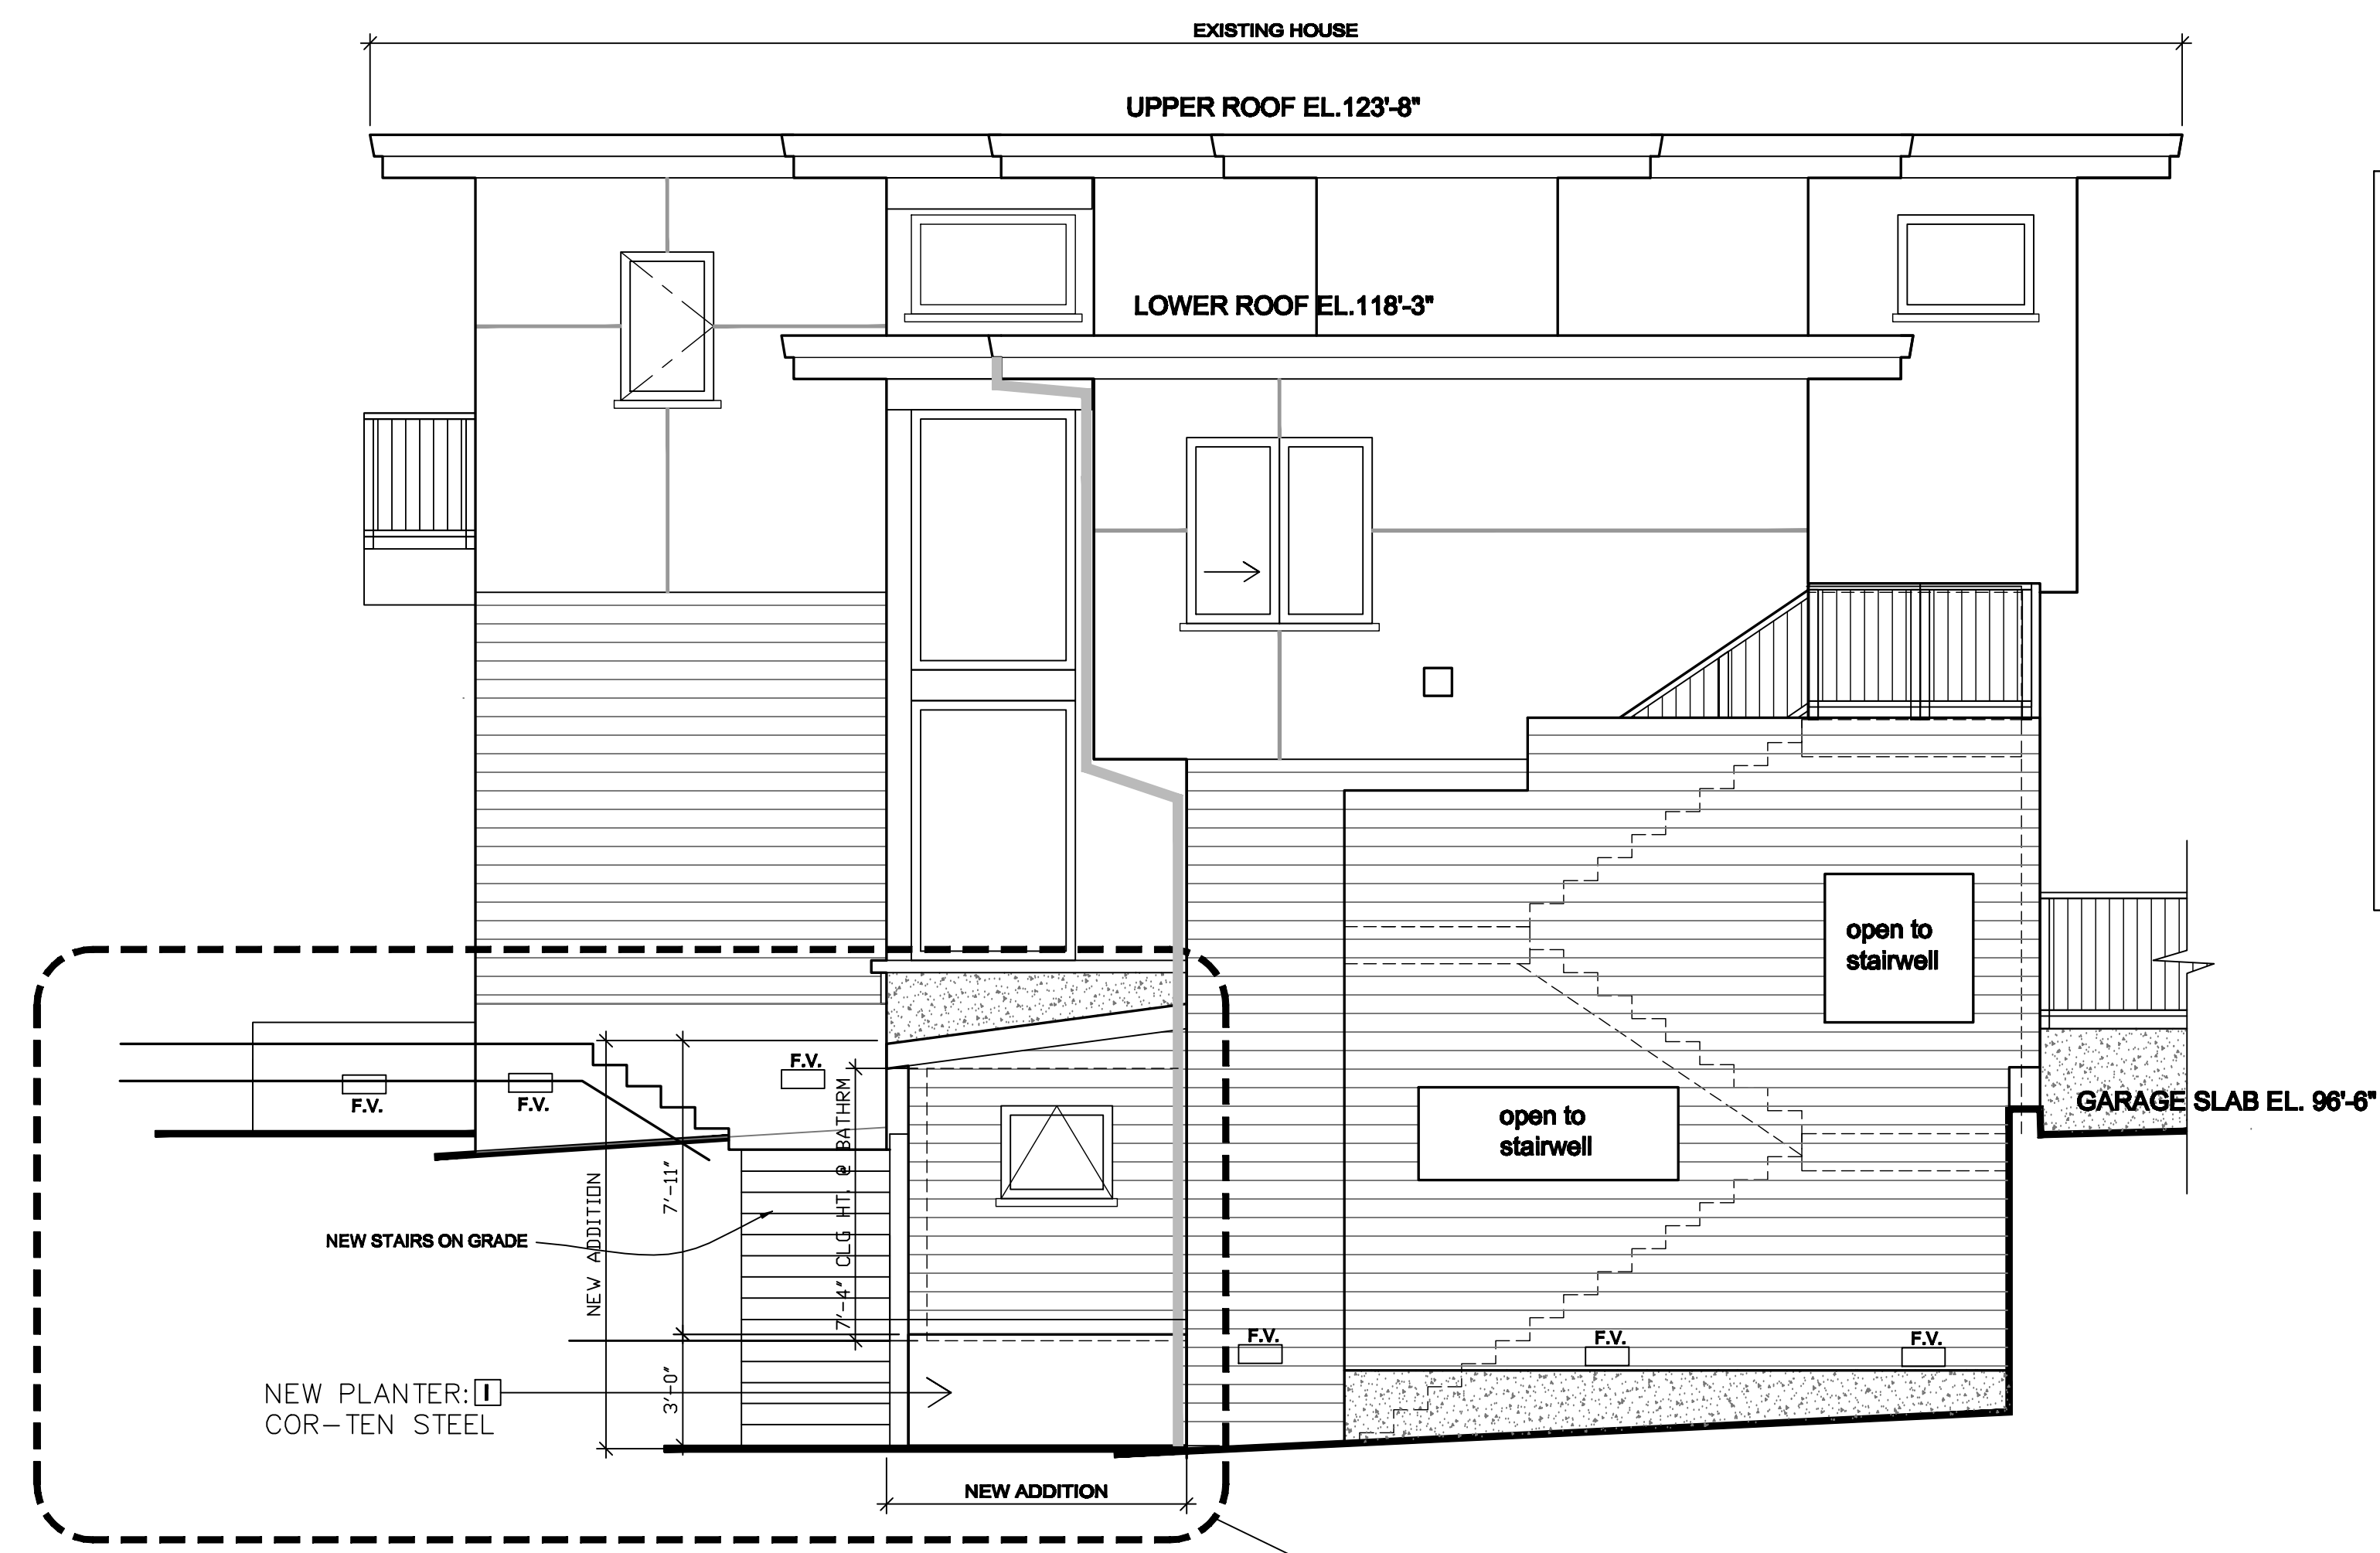 EXISTING HOUSE
UPPER ROOF EL.123'-8"
LOWER ROOF EL.118'-3"
open to
stairwell
F.V.
F.V.
F.V.
GARAGE SLAB EL. 96'-6"
open to
stairwell
NEW ADDITION
7'-11"
7'-4" CLG HT. @ BATHRM
NEW STAIRS ON GRADE
F.V.
F.V.
F.V.
3'-0"
NEW PLANTER: 1
COR-TEN STEEL
NEW ADDITION